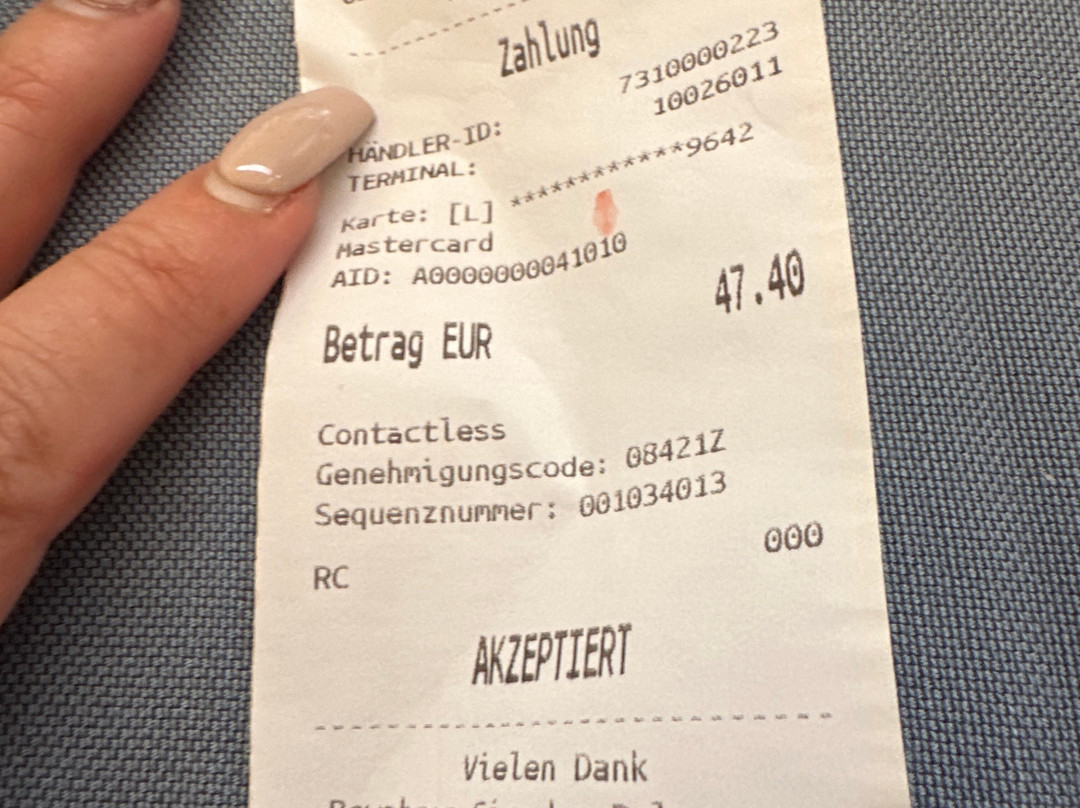 Zahlung
HÄNDLER-ID: 7310000223
TERMINAL: 10026011
Karte: [L] *************9642
Mastercard
AID: A0000000041010
Betrag EUR 47.40
Contactless
Genehmigungscode: 08421Z
Sequenznummer: 001034013
RC 000
AKZEPTIERT
Vielen Dank